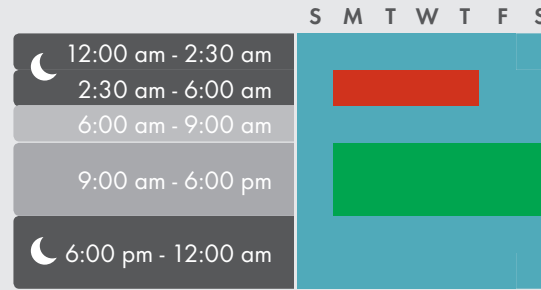 S M T W T F S
12:00 am - 2:30 am
2:30 am - 6:00 am
6:00 am - 9:00 am
9:00 am - 6:00 pm
6:00 pm - 12:00 am